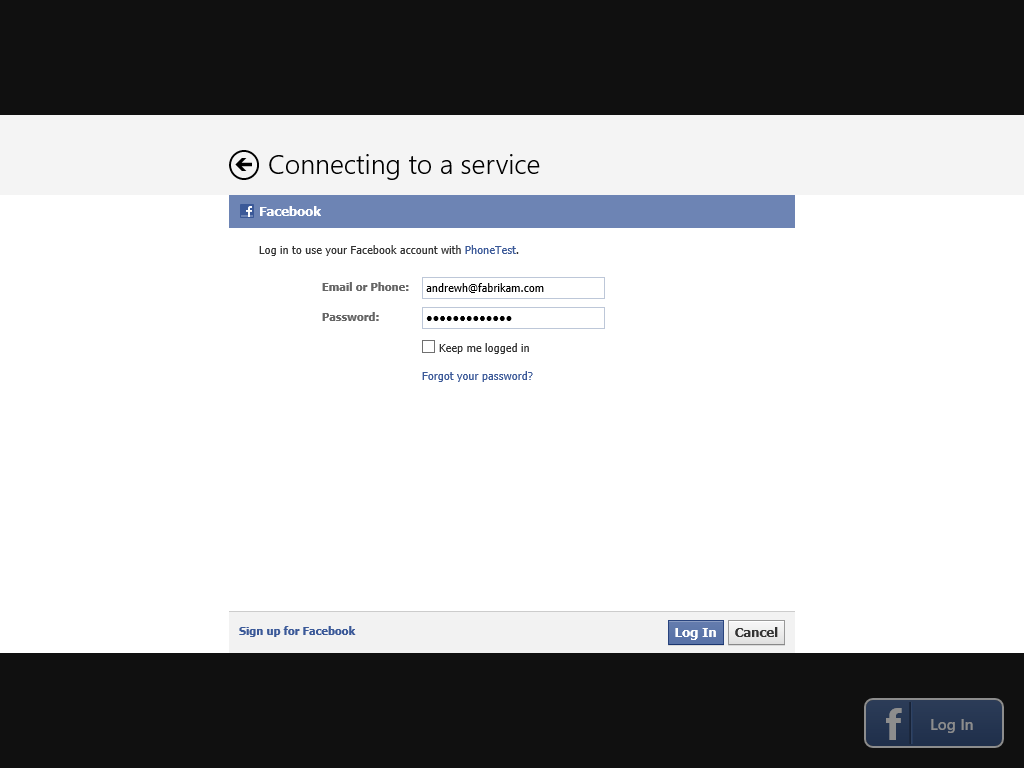 Connecting to a service
Facebook
Log in to use your Facebook account with PhoneTest.
Email or Phone: andrewh@fabrikam.com
Password: •••••••••••••
Keep me logged in
Forgot your password?
Sign up for Facebook
Log In Cancel
f Log In